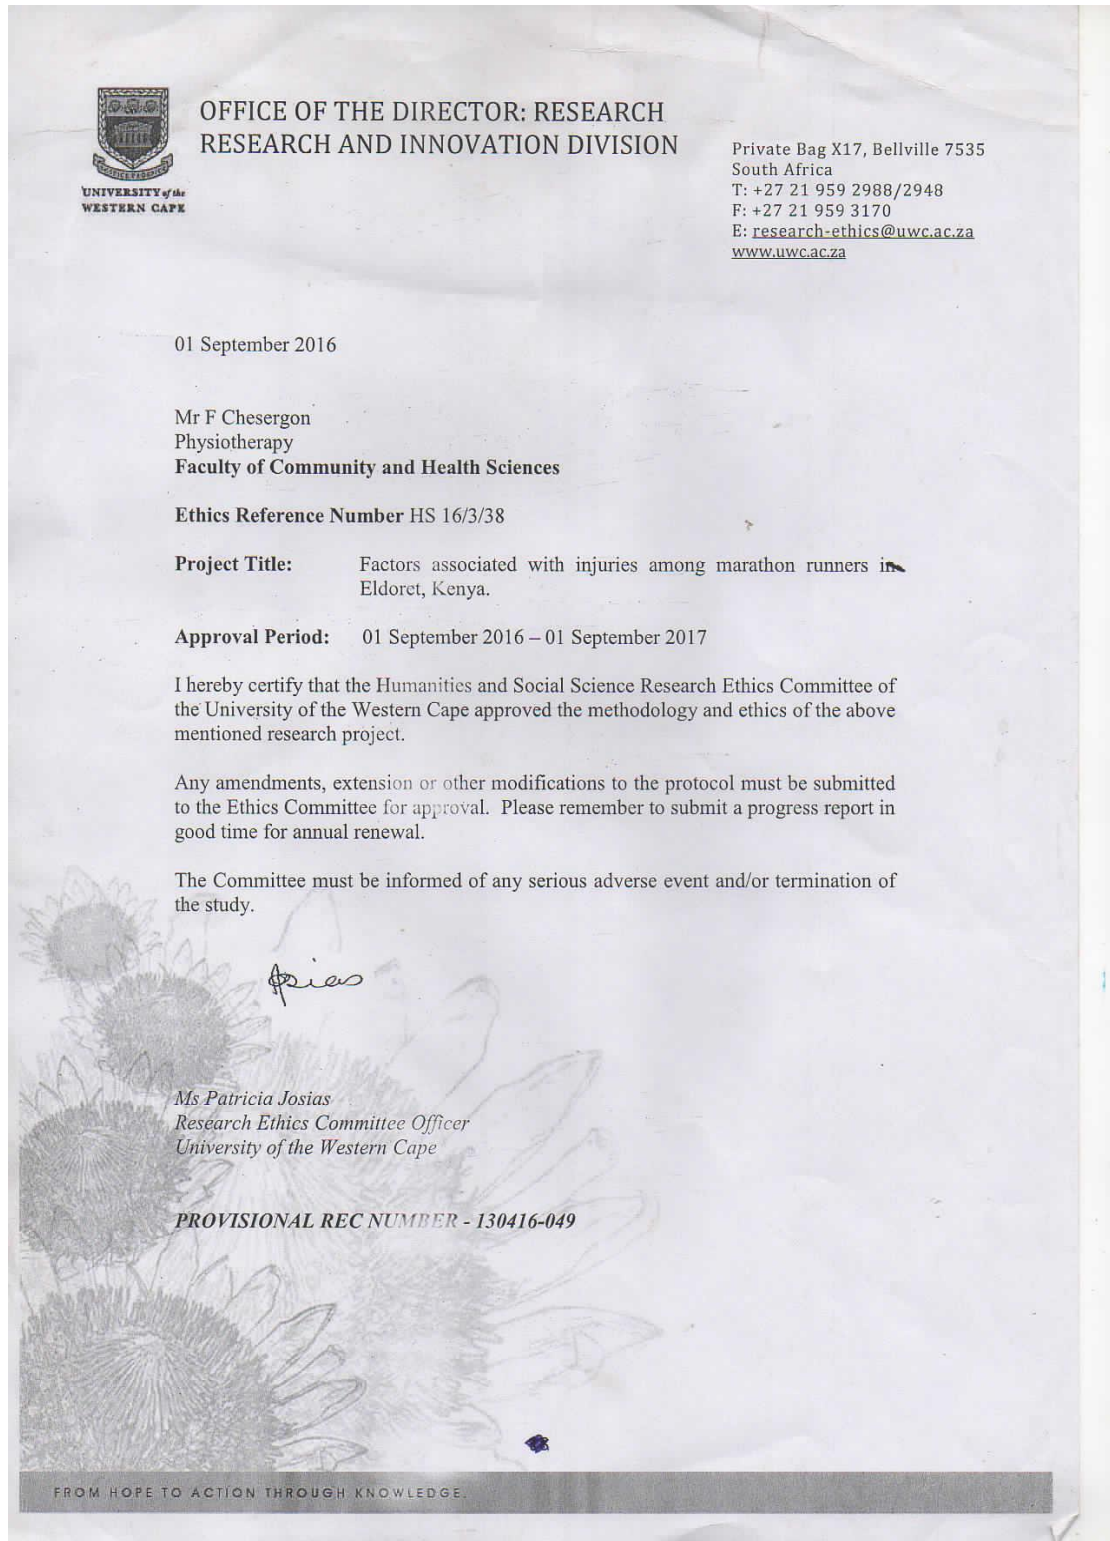 OFFICE OF THE DIRECTOR: RESEARCH
RESEARCH AND INNOVATION DIVISION
UNIVERSITY of the
WESTERN CAPE
Private Bag X17, Bellville 7535
South Africa
T: +27 21 959 2988/2948
F: +27 21 959 3170
E: research-ethics@uwc.ac.za
www.uwc.ac.za
01 September 2016
Mr F Chesergon
Physiotherapy
Faculty of Community and Health Sciences
Ethics Reference Number HS 16/3/38
Project Title: Factors associated with injuries among marathon runners in
Eldoret, Kenya.
Approval Period: 01 September 2016 – 01 September 2017
I hereby certify that the Humanities and Social Science Research Ethics Committee of
the University of the Western Cape approved the methodology and ethics of the above
mentioned research project.
Any amendments, extension or other modifications to the protocol must be submitted
to the Ethics Committee for approval. Please remember to submit a progress report in
good time for annual renewal.
The Committee must be informed of any serious adverse event and/or termination of
the study.
Ms Patricia Josias
Research Ethics Committee Officer
University of the Western Cape
PROVISIONAL REC NUMBER - 130416-049
FROM HOPE TO ACTION THROUGH KNOWLEDGE.